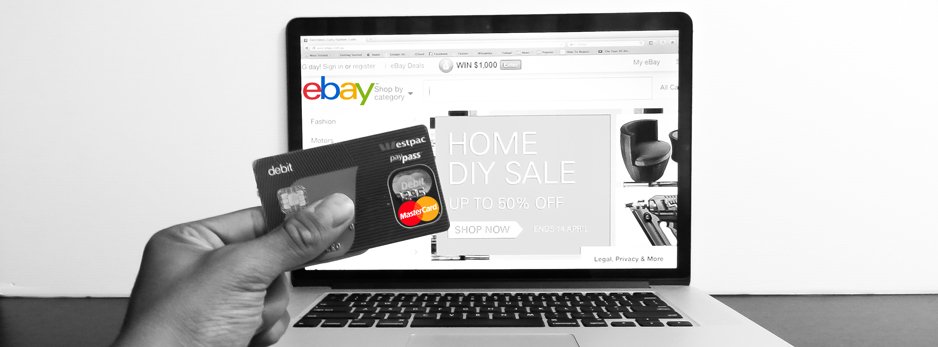 G'day! Sign in or register
eBay Deals
WIN $1,000
My eBay
ebay
Shop by
category
All Ca
Fashion
Motors
HOME
DIY SALE
UP TO 60% OFF
SHOP NOW
ENDS 14 APRIL
Legal, Privacy & More
debit
Westpac
paypass
Debit
MasterCard